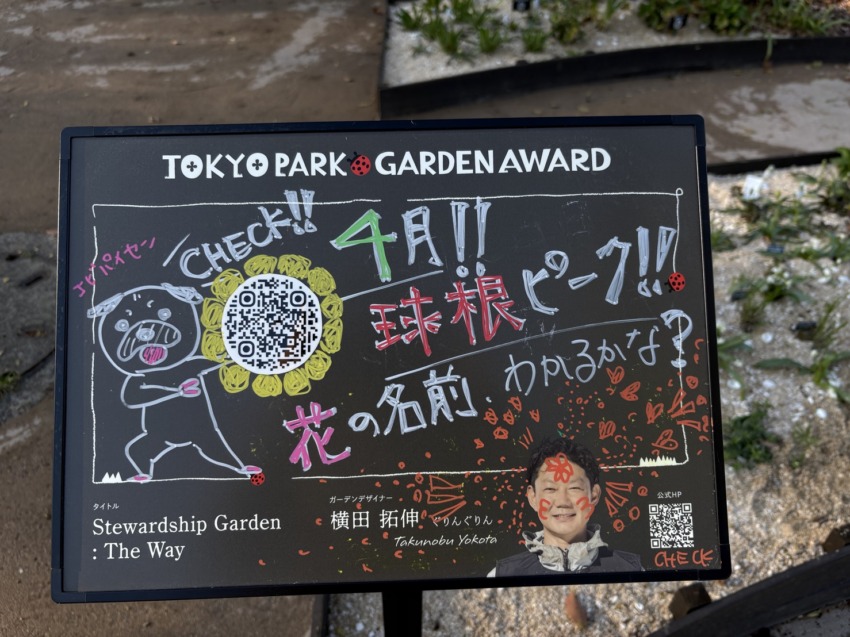 TOKYO PARK GARDEN AWARD
エビパイセン
CHECK!!
4月!!
球根ピーク!!
花の名前、わかるかな?
タイトル
Stewardship Garden
: The Way
ガーデンデザイナー
横田 拓伸 ぐりんぐりん
Takunobu Yokota
公式HP
CHECK